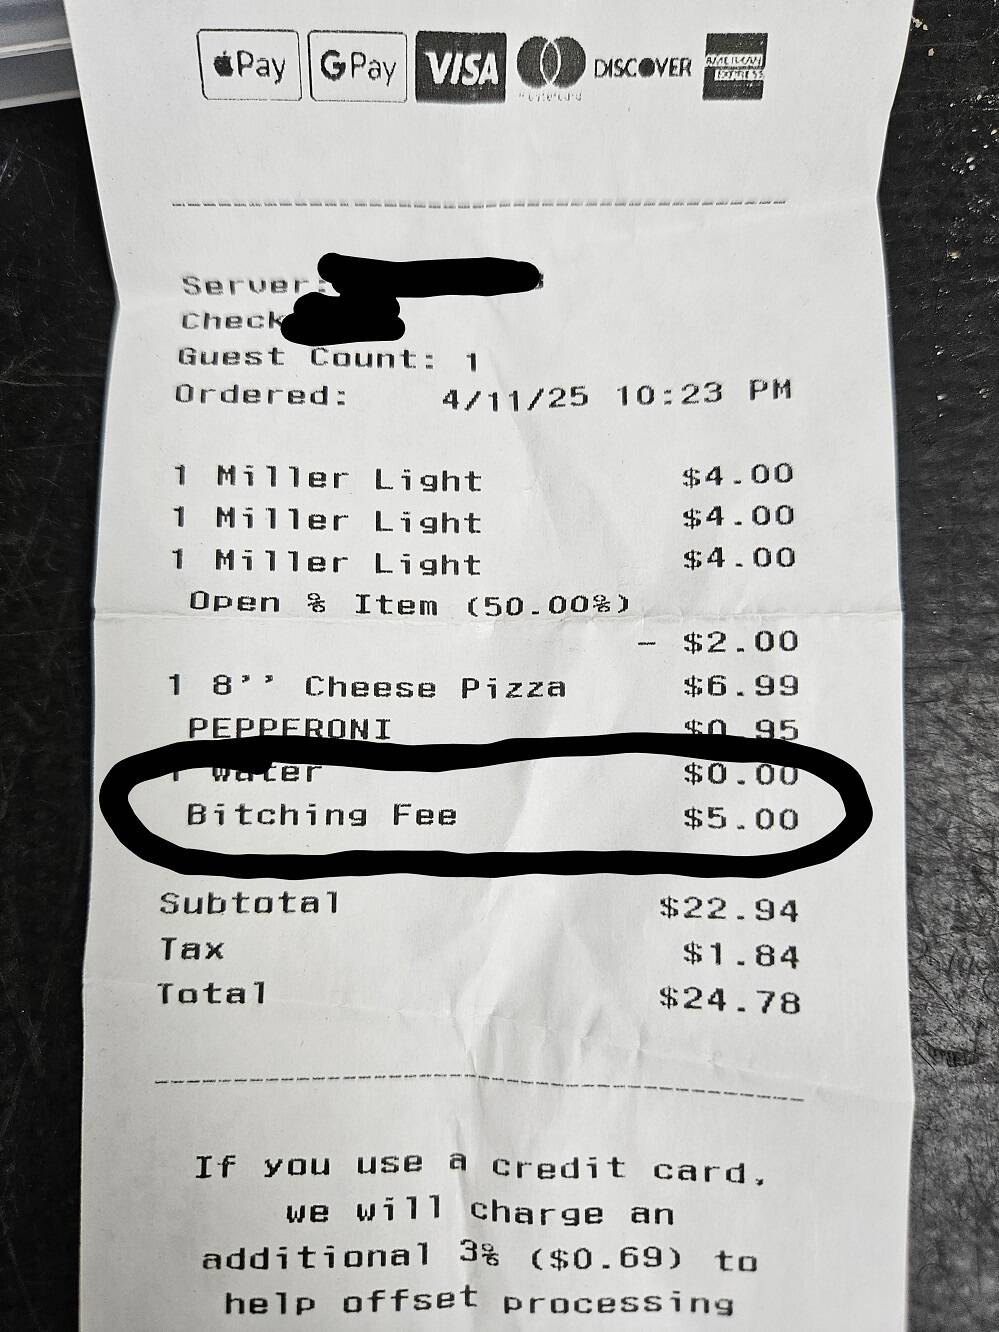 Pay GPay VISA DISCOVER AMERICAN EXPRESS
Server:
Check
Guest Count: 1
Ordered: 4/11/25 10:23 PM
1 Miller Light $4.00
1 Miller Light $4.00
1 Miller Light $4.00
Open % Item (50.00%)
- $2.00
1 8'' Cheese Pizza $6.99
PEPPERONI $0.95
1 Water $0.00
Bitching Fee $5.00
Subtotal $22.94
Tax $1.84
Total $24.78
If you use a credit card,
we will charge an
additional 3% ($0.69) to
help offset processing